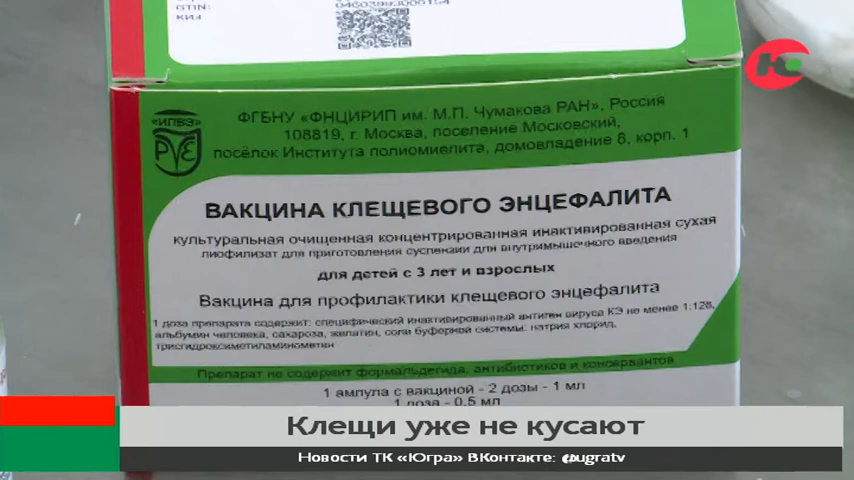 GTIN:
КИЗ
Ю
«ИПВЭ»
ФГБНУ «ФНЦИРИП им. М.П. Чумакова РАН», Россия
108819, г. Москва, поселение Московский,
посёлок Института полиомиелита, домовладение 8, корп. 1
ВАКЦИНА КЛЕЩЕВОГО ЭНЦЕФАЛИТА
культуральная очищенная концентрированная инактивированная сухая
лиофилизат для приготовления суспензии для внутримышечного введения
для детей с 3 лет и взрослых
Вакцина для профилактики клещевого энцефалита
1 доза препарата содержит: специфический инактивированный антиген вируса КЭ не менее 1:128,
альбумин человека, сахароза, желатин, соли буферной системы: натрия хлорид,
трисгидроксиметиламинометан
Препарат не содержит формальдегида, антибиотиков и консервантов
1 ампула с вакциной - 2 дозы - 1 мл
1 доза - 0,5 мл
Клещи уже не кусают
Новости ТК «Югра» ВКонтакте: @ugratv